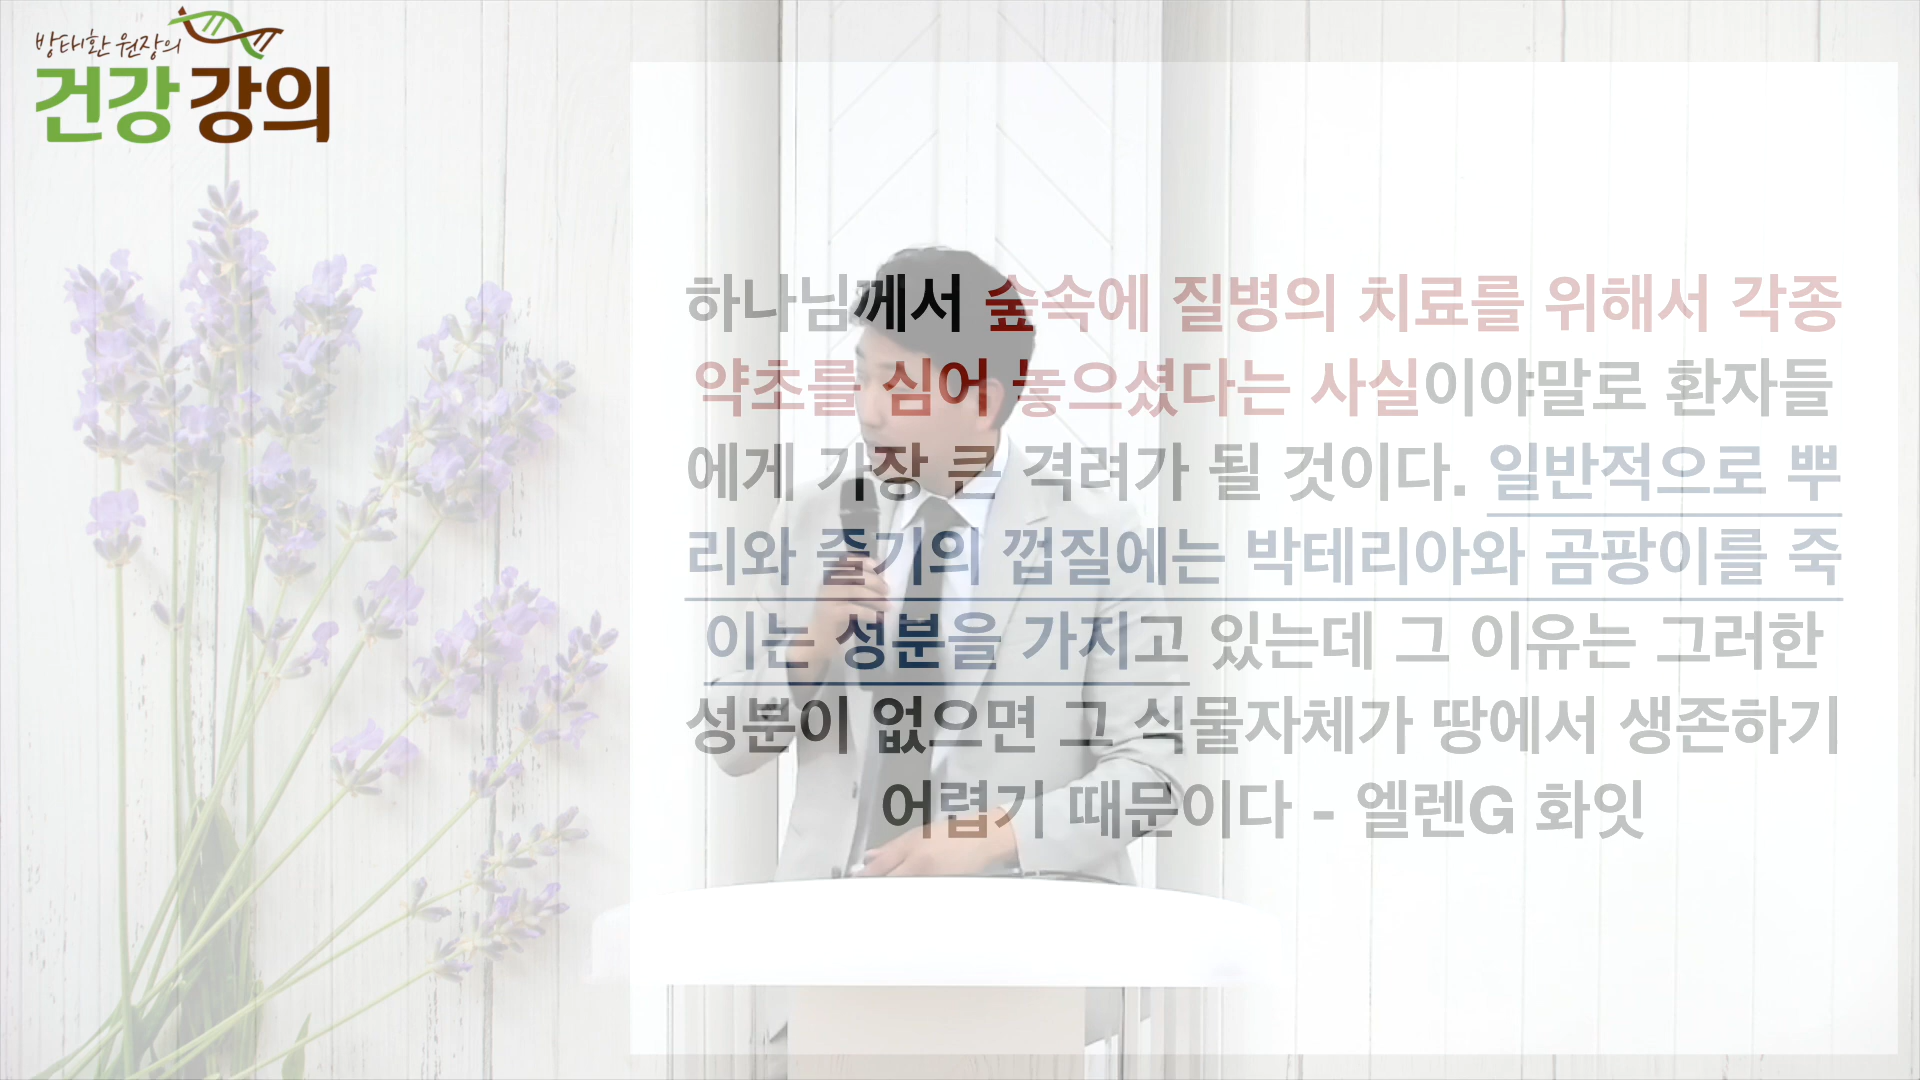 방태환 원장의
건강 강의
하나님께서 숲속에 질병의 치료를 위해서 각종
약초를 심어 놓으셨다는 사실이야말로 환자들
에게 가장 큰 격려가 될 것이다. 일반적으로 뿌
리와 줄기의 껍질에는 박테리아와 곰팡이를 죽
이는 성분을 가지고 있는데 그 이유는 그러한
성분이 없으면 그 식물자체가 땅에서 생존하기
어렵기 때문이다 - 엘렌G 화잇